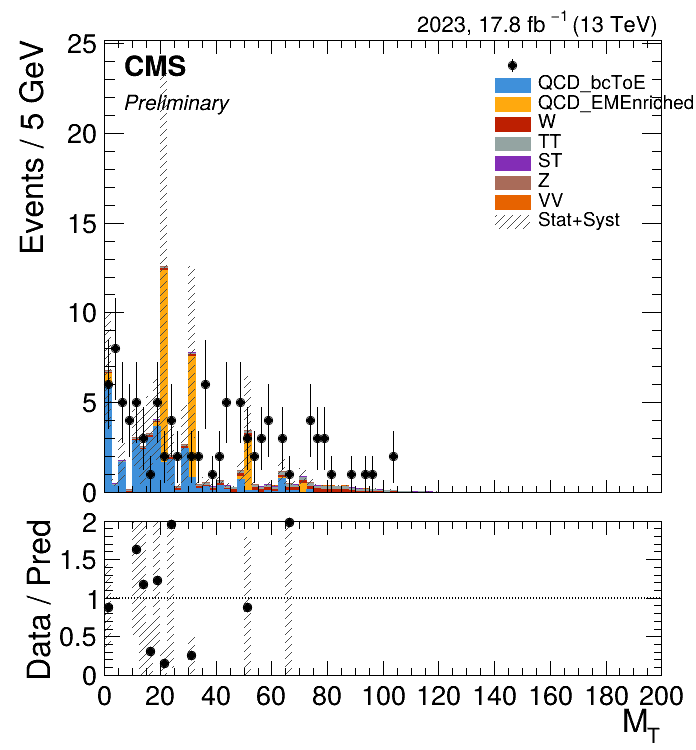 2023, 17.8 fb⁻¹ (13 TeV)
Events / 5 GeV
CMS
Preliminary
QCD_bcToE
QCD_EMEnriched
W
TT
ST
Z
VV
Stat+Syst
25
20
15
10
5
0
Data / Pred
2
1.5
1
0.5
0
0 20 40 60 80 100 120 140 160 180 200
M_T